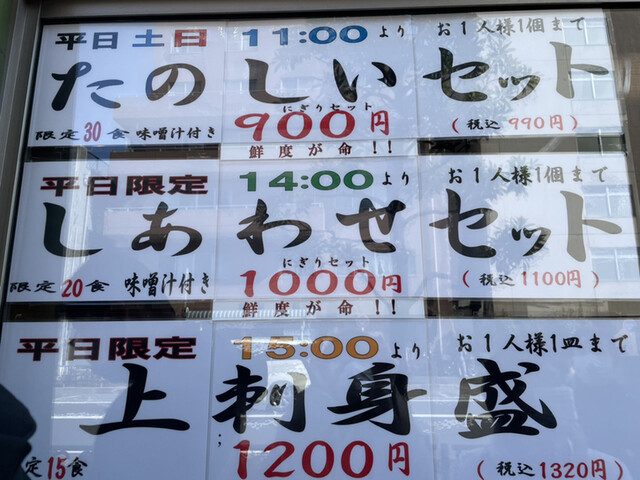 平日 土日 11:00 より お1人様1個まで
たのしいセット
にぎりセット
限定30食 味噌汁付き 900円 (税込 990円)
鮮度が命!!
平日限定 14:00 より お1人様1個まで
しあわせセット
にぎりセット
限定20食 味噌汁付き 1000円 (税込1100円)
鮮度が命!!
平日限定 15:00 より お1人様1皿まで
上刺身盛
定15食 1200円 (税込1320円)